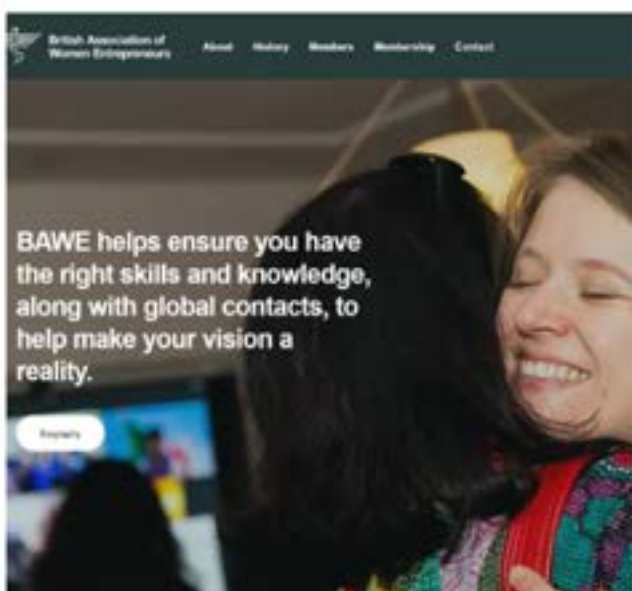 British Association of
Women Entrepreneurs
About History Members Membership Contact
BAWE helps ensure you have
the right skills and knowledge,
along with global contacts, to
help make your vision a
reality.